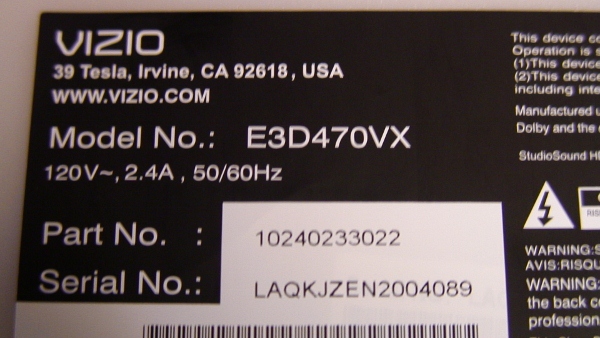 VIZIO
39 Tesla, Irvine, CA 92618, USA
WWW.VIZIO.COM
Model No.: E3D470VX
120V~, 2.4A , 50/60Hz
Part No. : 10240233022
Serial No.: LAQKJZEN2004089
This device co
Operation is s
(1)This device
(2)This device
including inte
Manufactured u
Dolby and the
StudioSound H
WARNING:S
AVIS:RISQU
WARNING:
the back co
profession